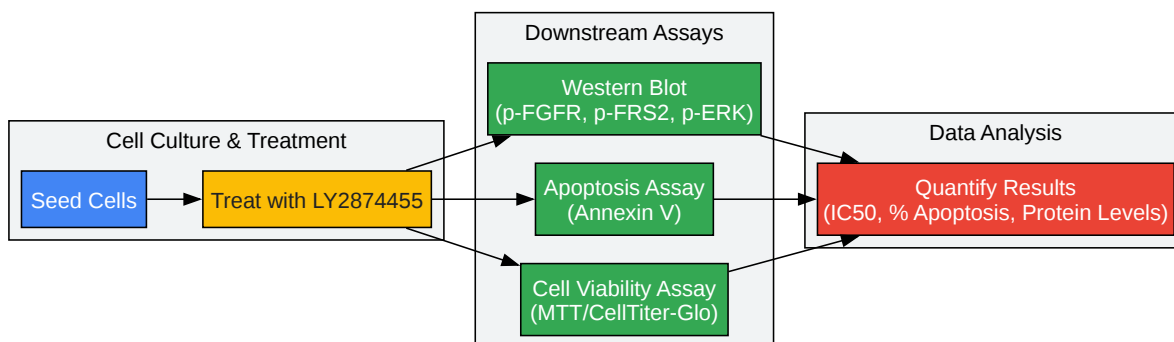 Cell Culture & Treatment
Seed Cells
Treat with LY2874455
Downstream Assays
Western Blot
(p-FGFR, p-FRS2, p-ERK)
Apoptosis Assay
(Annexin V)
Cell Viability Assay
(MTT/CellTiter-Glo)
Data Analysis
Quantify Results
(IC50, % Apoptosis, Protein Levels)